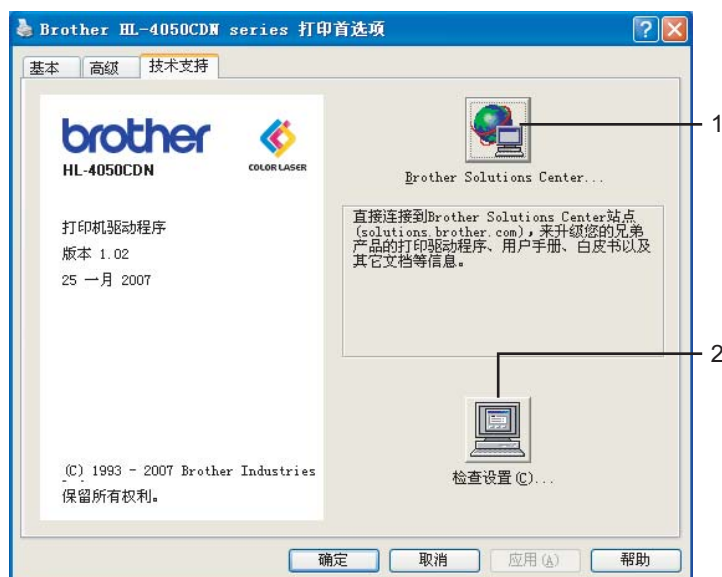 Brother HL-4050CDN series 打印首选项
基本 高级 技术支持
brother
HL-4050CDN
COLOR LASER
打印机驱动程序
版本 1.02
25 一月 2007
(C) 1993 - 2007 Brother Industries
保留所有权利。
1
Brother Solutions Center...
直接连接到Brother Solutions Center站点
(solutions.brother.com)，来升级您的兄弟
产品的打印驱动程序、用户手册、白皮书以及
其它文档等信息。
2
检查设置(C)...
确定 取消 应用(A) 帮助